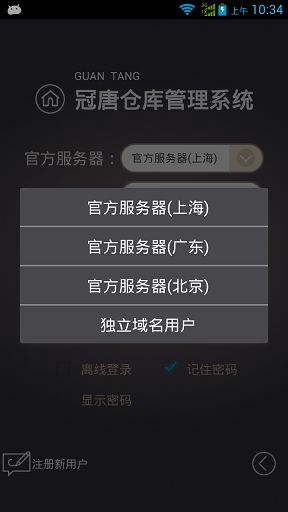 上午 10:34
GUAN TANG
冠唐仓库管理系统
官方服务器： 官方服务器(上海)
官方服务器(上海)
官方服务器(广东)
官方服务器(北京)
独立域名用户
离线登录 记住密码
显示密码
注册新用户